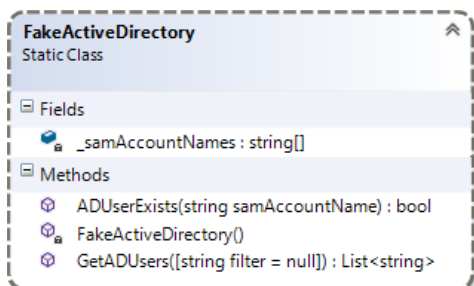 FakeActiveDirectory
Static Class
Fields
_samAccountNames : string[]
Methods
ADUserExists(string samAccountName) : bool
FakeActiveDirectory()
GetADUsers([string filter = null]) : List<string>